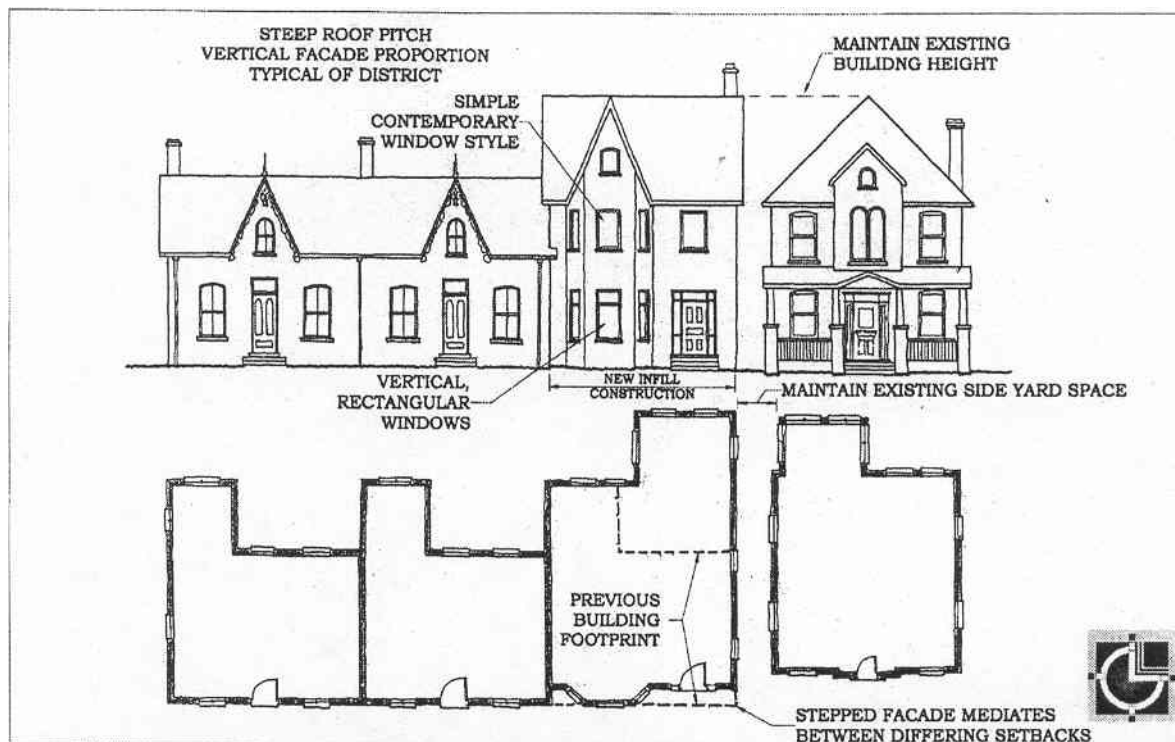 STEEP ROOF PITCH
VERTICAL FACADE PROPORTION
TYPICAL OF DISTRICT
MAINTAIN EXISTING
BUILIDNG HEIGHT
SIMPLE
CONTEMPORARY
WINDOW STYLE
VERTICAL,
RECTANGULAR
WINDOWS
NEW INFILL
CONSTRUCTION
MAINTAIN EXISTING SIDE YARD SPACE
PREVIOUS
BUILDING
FOOTPRINT
STEPPED FACADE MEDIATES
BETWEEN DIFFERING SETBACKS